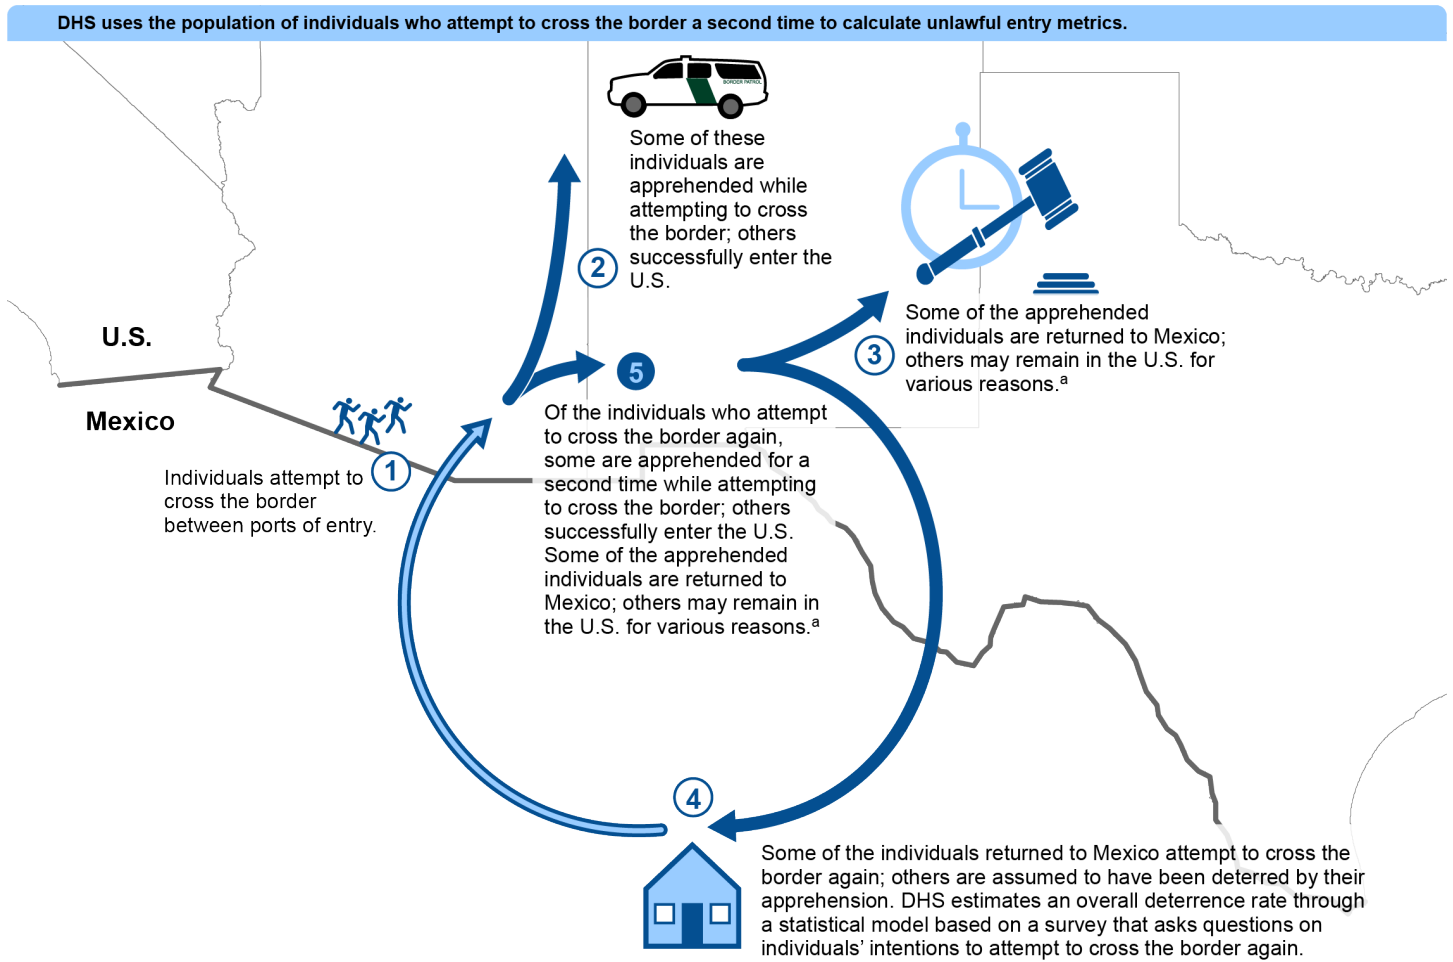 DHS uses the population of individuals who attempt to cross the border a second time to calculate unlawful entry metrics.
BORDER PATROL
Some of these
individuals are
apprehended while
attempting to cross
the border; others
successfully enter the
U.S.
2
U.S.
Mexico
1
Individuals attempt to
cross the border
between ports of entry.
3
Some of the apprehended
individuals are returned to Mexico;
others may remain in the U.S. for
various reasons.a
5
Of the individuals who attempt
to cross the border again,
some are apprehended for a
second time while attempting
to cross the border; others
successfully enter the U.S.
Some of the apprehended
individuals are returned to
Mexico; others may remain in
the U.S. for various reasons.a
4
Some of the individuals returned to Mexico attempt to cross the
border again; others are assumed to have been deterred by their
apprehension. DHS estimates an overall deterrence rate through
a statistical model based on a survey that asks questions on
individuals’ intentions to attempt to cross the border again.